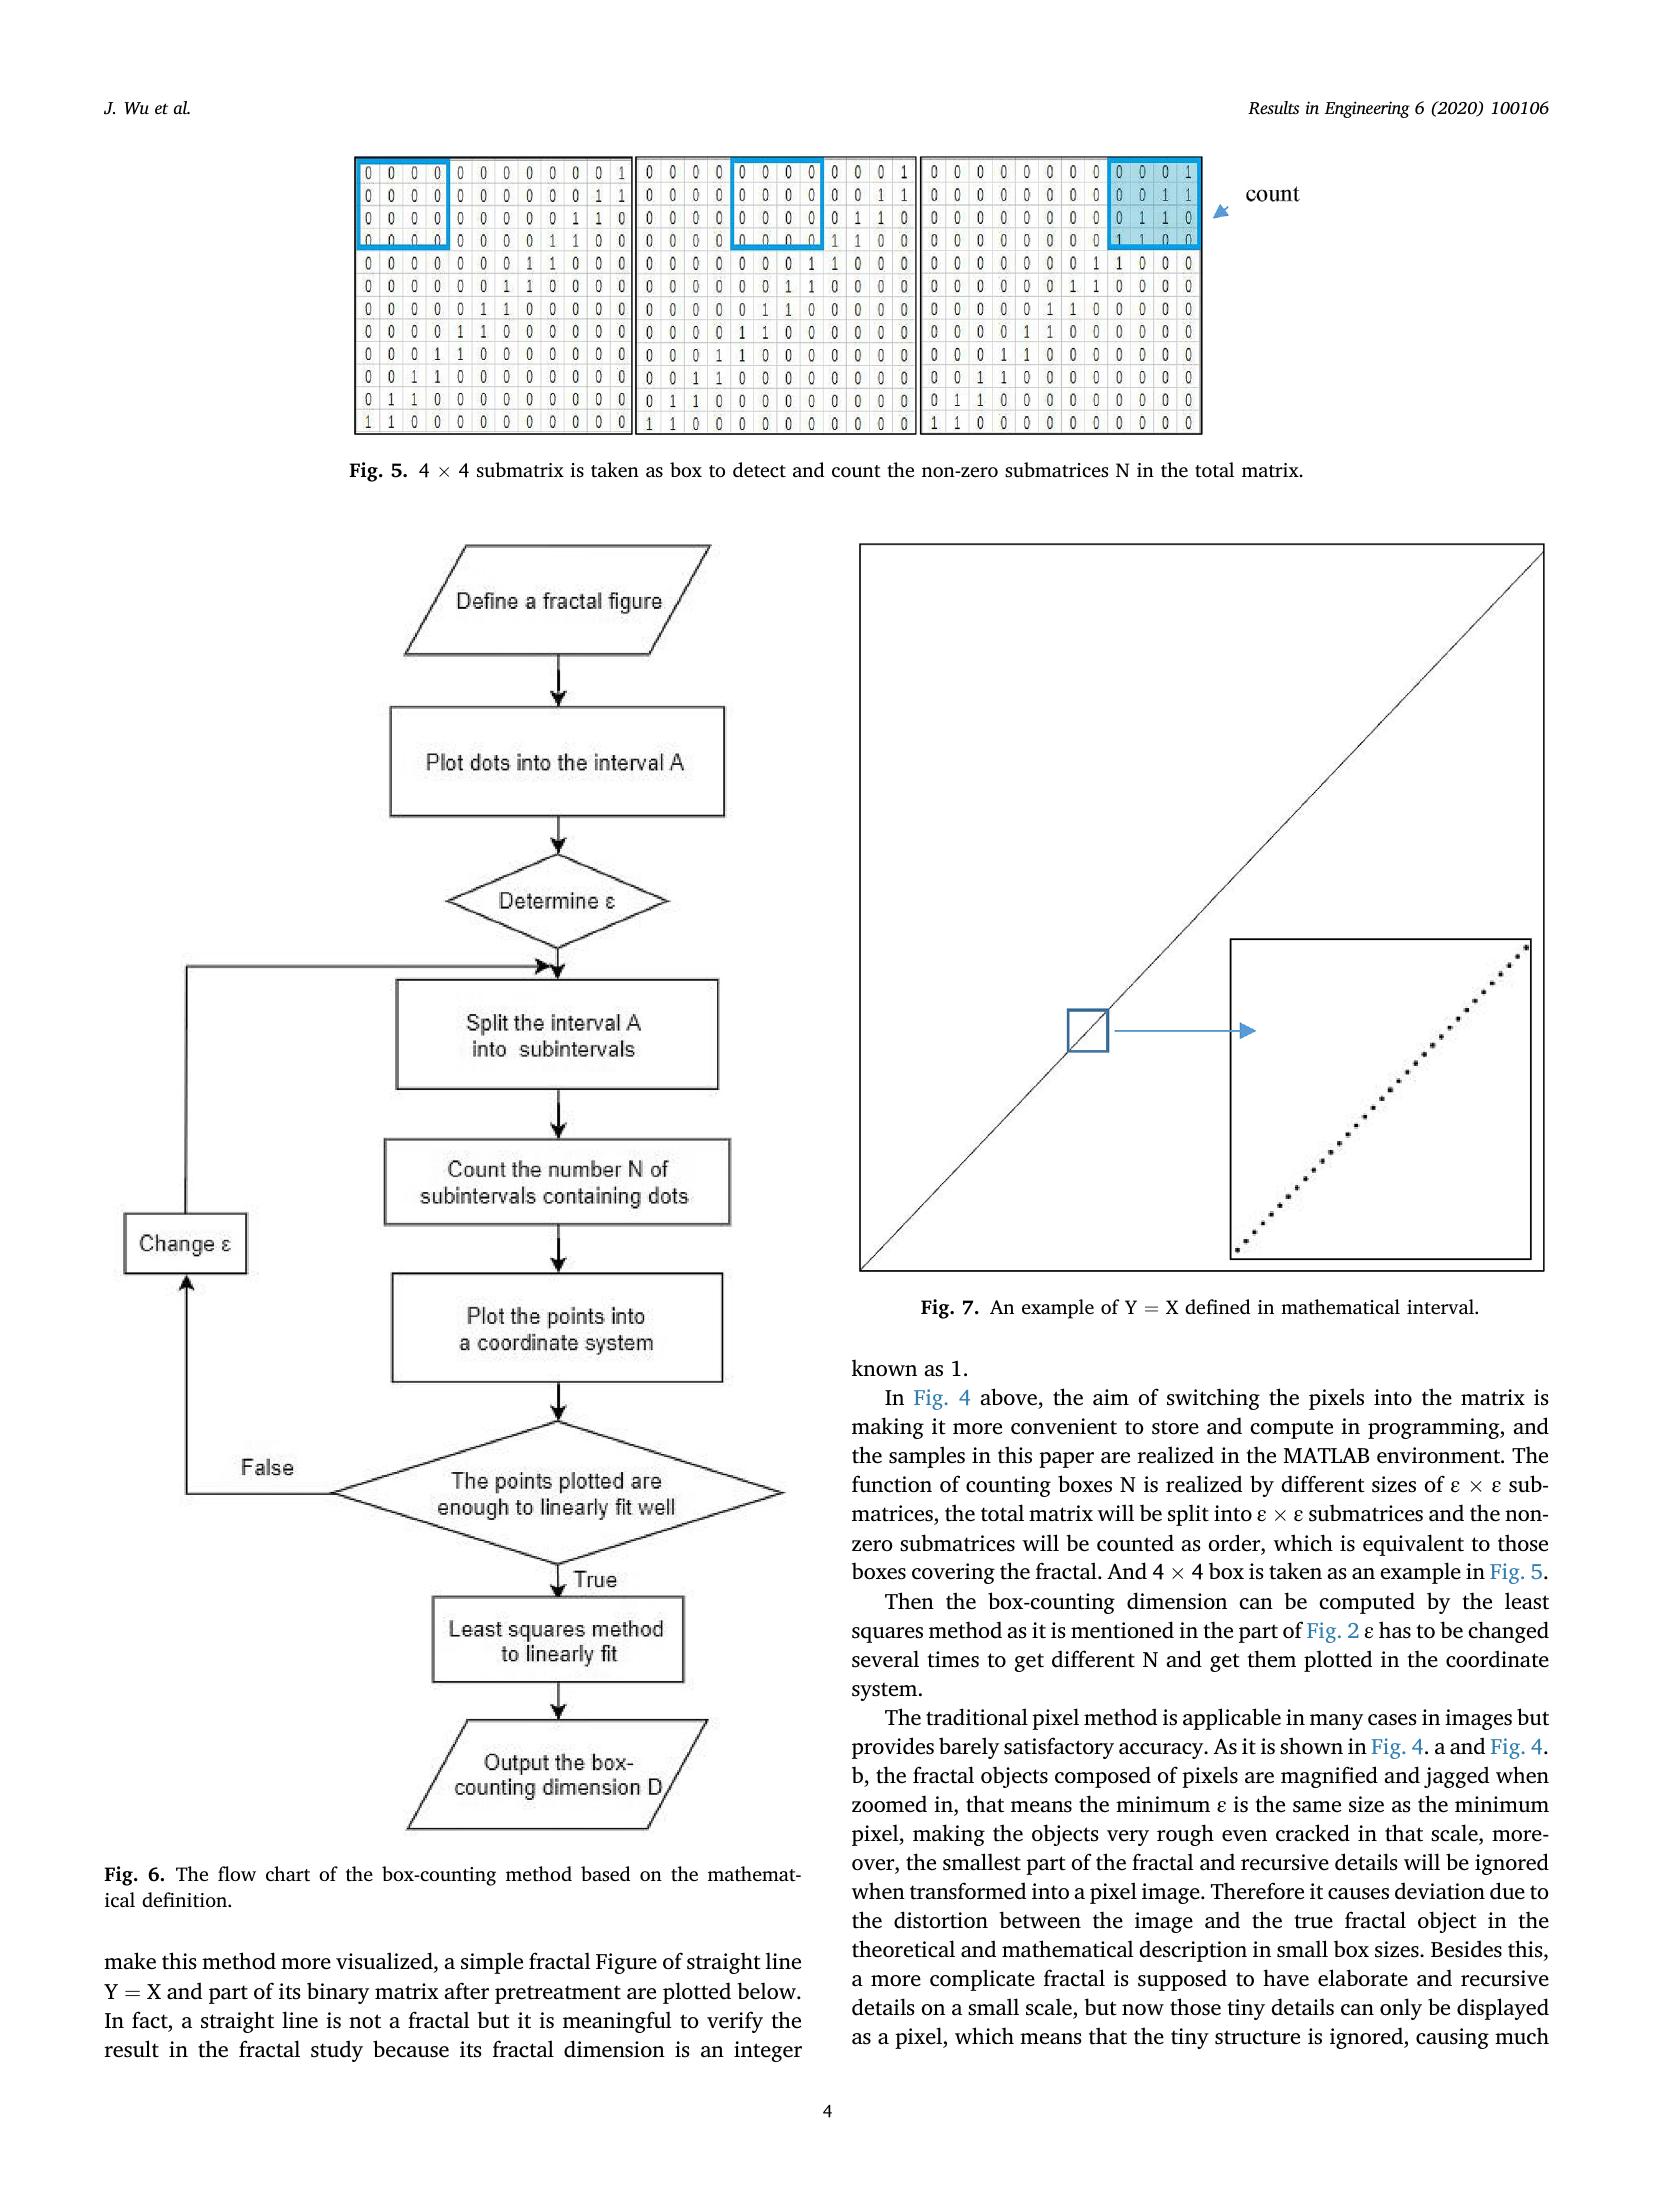 J. Wu et al.
Results in Engineering 6 (2020) 100106
0 0 0 0 0 0 0 0 0 0 0 1
0 0 0 0 0 0 0 0 0 0 1 1
0 0 0 0 0 0 0 0 0 1 1 0
0 0 0 0 0 0 0 0 1 1 0 0
0 0 0 0 0 0 0 1 1 0 0 0
0 0 0 0 0 0 1 1 0 0 0 0
0 0 0 0 0 1 1 0 0 0 0 0
0 0 0 0 1 1 0 0 0 0 0 0
0 0 0 1 1 0 0 0 0 0 0 0
0 0 1 1 0 0 0 0 0 0 0 0
0 1 1 0 0 0 0 0 0 0 0 0
1 1 0 0 0 0 0 0 0 0 0 0
0 0 0 0 0 0 0 0 0 0 0 1
0 0 0 0 0 0 0 0 0 0 1 1
0 0 0 0 0 0 0 0 0 1 1 0
0 0 0 0 0 0 0 0 1 1 0 0
0 0 0 0 0 0 0 1 1 0 0 0
0 0 0 0 0 0 1 1 0 0 0 0
0 0 0 0 0 1 1 0 0 0 0 0
0 0 0 0 1 1 0 0 0 0 0 0
0 0 0 1 1 0 0 0 0 0 0 0
0 0 1 1 0 0 0 0 0 0 0 0
0 1 1 0 0 0 0 0 0 0 0 0
1 1 0 0 0 0 0 0 0 0 0 0
0 0 0 0 0 0 0 0 0 0 0 1
0 0 0 0 0 0 0 0 0 0 1 1
0 0 0 0 0 0 0 0 0 1 1 0
0 0 0 0 0 0 0 0 1 1 0 0
0 0 0 0 0 0 0 1 1 0 0 0
0 0 0 0 0 0 1 1 0 0 0 0
0 0 0 0 0 1 1 0 0 0 0 0
0 0 0 0 1 1 0 0 0 0 0 0
0 0 0 1 1 0 0 0 0 0 0 0
0 0 1 1 0 0 0 0 0 0 0 0
0 1 1 0 0 0 0 0 0 0 0 0
1 1 0 0 0 0 0 0 0 0 0 0
count
Fig. 5. 4 × 4 submatrix is taken as box to detect and count the non-zero submatrices N in the total matrix.
Define a fractal figure
Plot dots into the interval A
Determine ε
Split the interval A
into subintervals
Count the number N of
subintervals containing dots
Change ε
Plot the points into
a coordinate system
False
The points plotted are
enough to linearly fit well
True
Least squares method
to linearly fit
Output the box-
counting dimension D
Fig. 6. The flow chart of the box-counting method based on the mathemat-
ical definition.
make this method more visualized, a simple fractal Figure of straight line
Y = X and part of its binary matrix after pretreatment are plotted below.
In fact, a straight line is not a fractal but it is meaningful to verify the
result in the fractal study because its fractal dimension is an integer
Fig. 7. An example of Y = X defined in mathematical interval.
known as 1.
In Fig. 4 above, the aim of switching the pixels into the matrix is
making it more convenient to store and compute in programming, and
the samples in this paper are realized in the MATLAB environment. The
function of counting boxes N is realized by different sizes of ε × ε sub-
matrices, the total matrix will be split into ε × ε submatrices and the non-
zero submatrices will be counted as order, which is equivalent to those
boxes covering the fractal. And 4 × 4 box is taken as an example in Fig. 5.
Then the box-counting dimension can be computed by the least
squares method as it is mentioned in the part of Fig. 2 ε has to be changed
several times to get different N and get them plotted in the coordinate
system.
The traditional pixel method is applicable in many cases in images but
provides barely satisfactory accuracy. As it is shown in Fig. 4. a and Fig. 4.
b, the fractal objects composed of pixels are magnified and jagged when
zoomed in, that means the minimum ε is the same size as the minimum
pixel, making the objects very rough even cracked in that scale, more-
over, the smallest part of the fractal and recursive details will be ignored
when transformed into a pixel image. Therefore it causes deviation due to
the distortion between the image and the true fractal object in the
theoretical and mathematical description in small box sizes. Besides this,
a more complicate fractal is supposed to have elaborate and recursive
details on a small scale, but now those tiny details can only be displayed
as a pixel, which means that the tiny structure is ignored, causing much
4